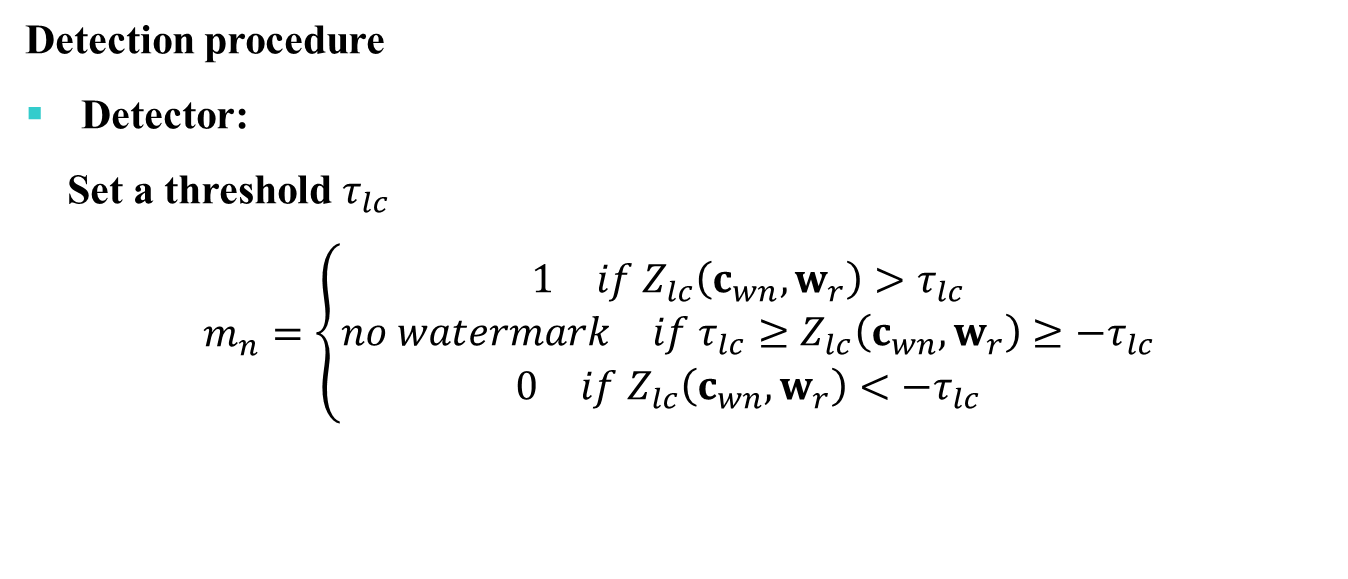 Detection procedure
▪ Detector:
Set a threshold τ_lc
m_n = { 1 if Z_lc(c_wn, w_r) > τ_lc
no watermark if τ_lc ≥ Z_lc(c_wn, w_r) ≥ −τ_lc
0 if Z_lc(c_wn, w_r) < −τ_lc